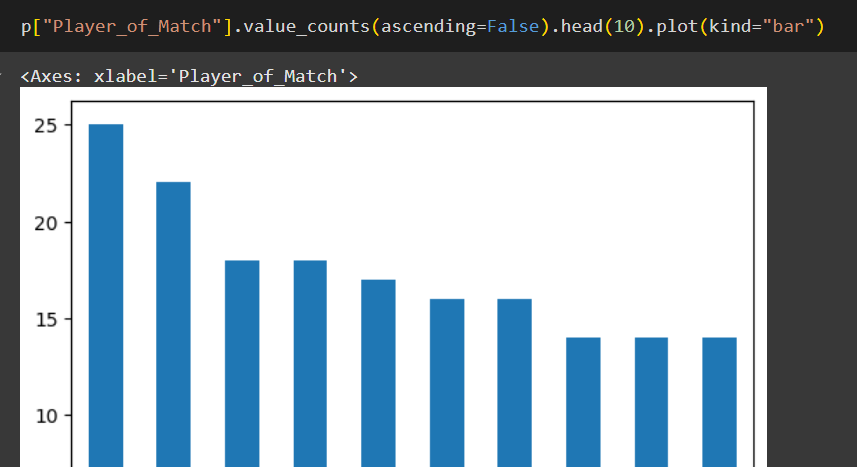 p["Player_of_Match"].value_counts(ascending=False).head(10).plot(kind="bar")
<Axes: xlabel='Player_of_Match'>
25
20
15
10